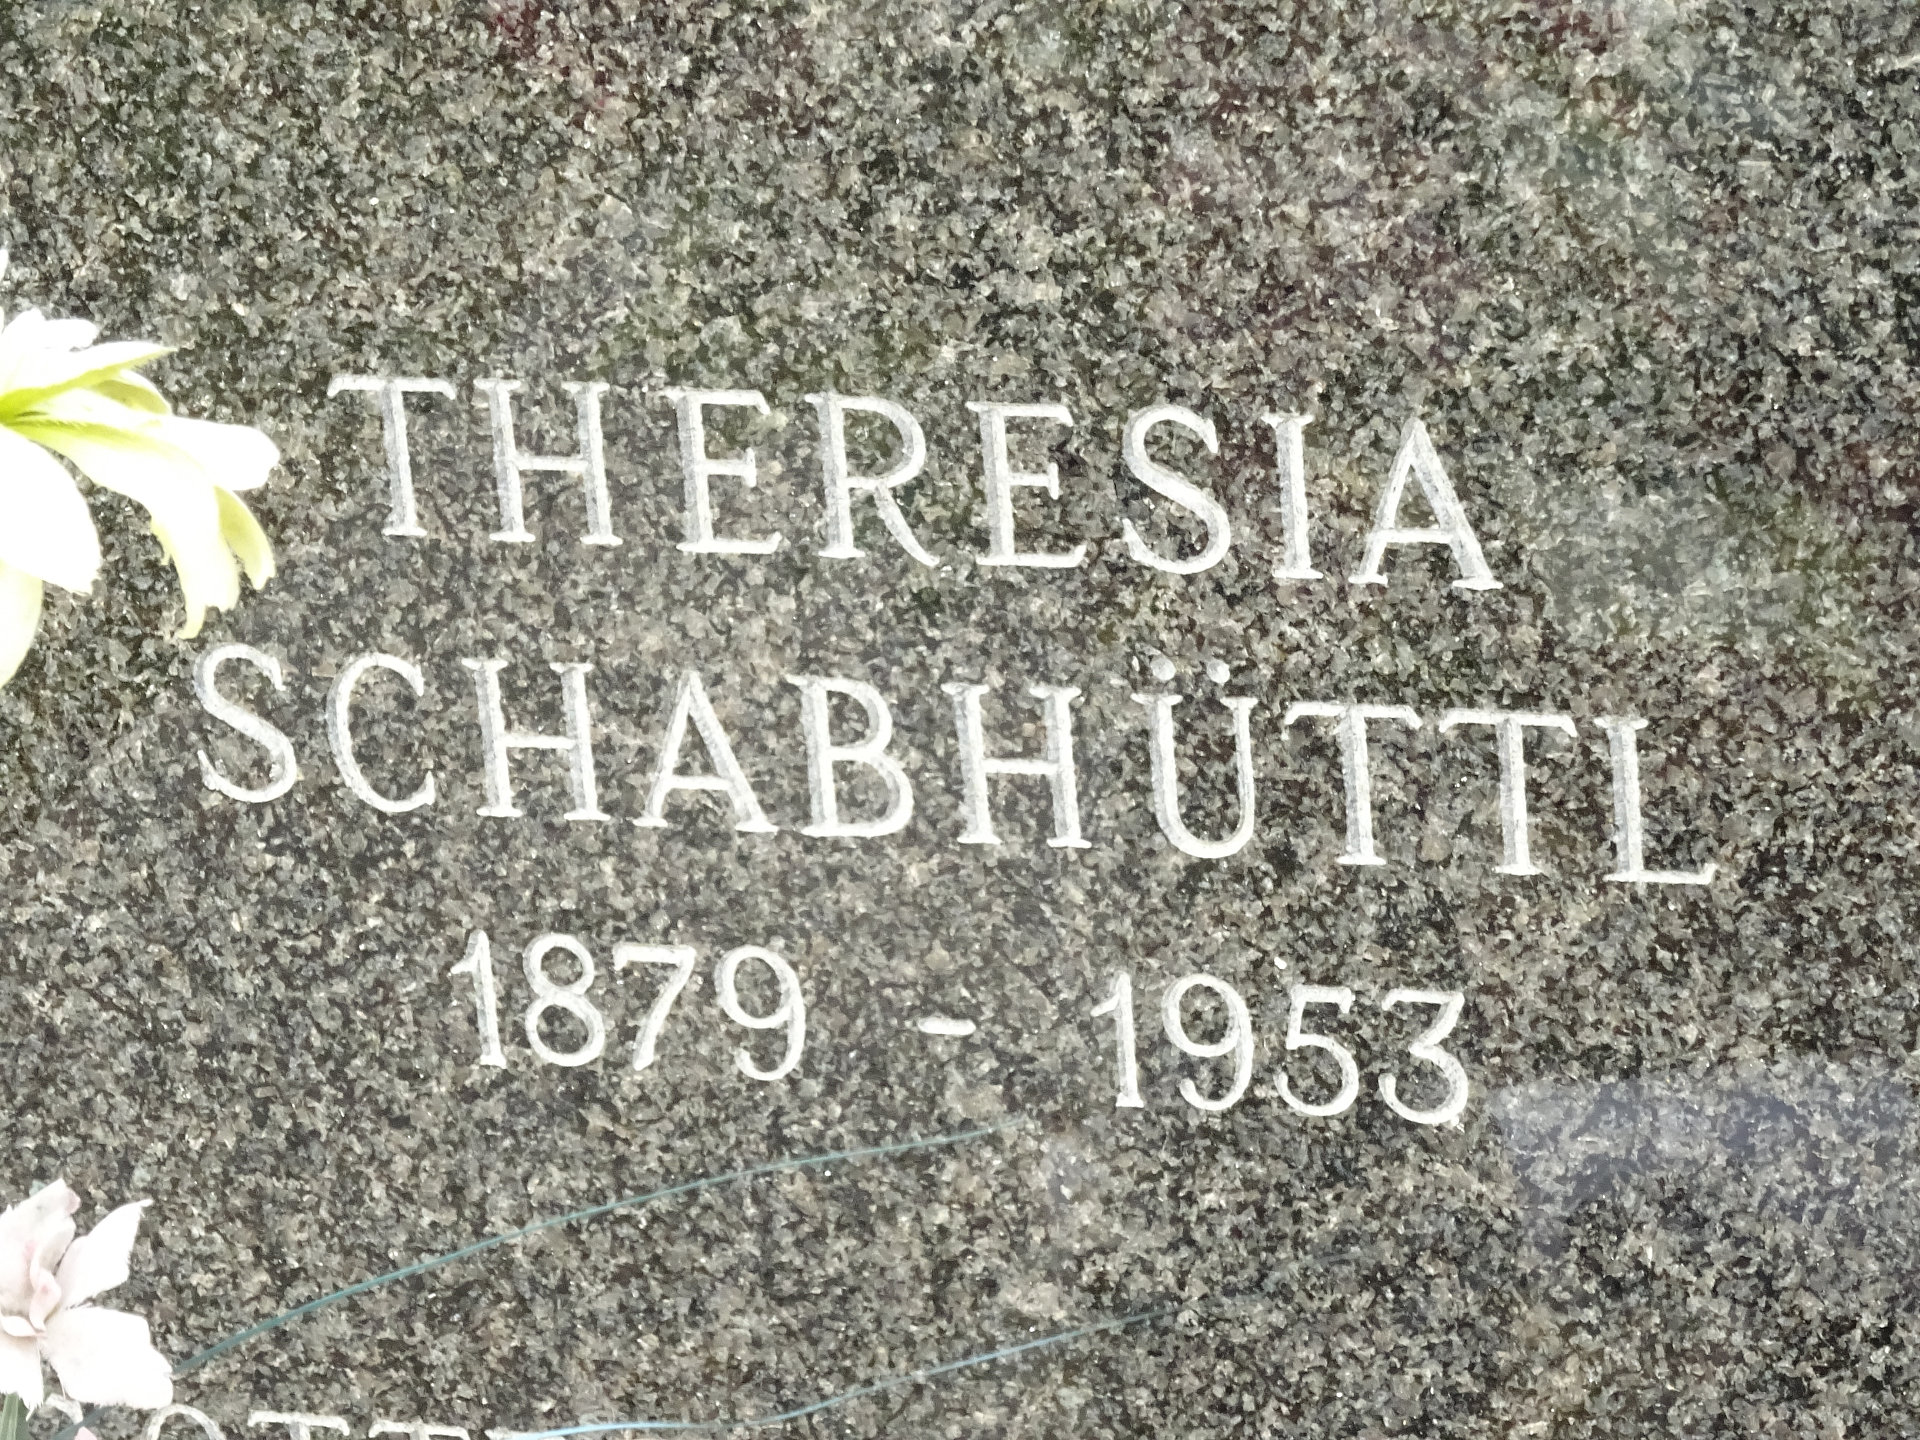 THERESIA
SCHABHÜTTL
1879 - 1953